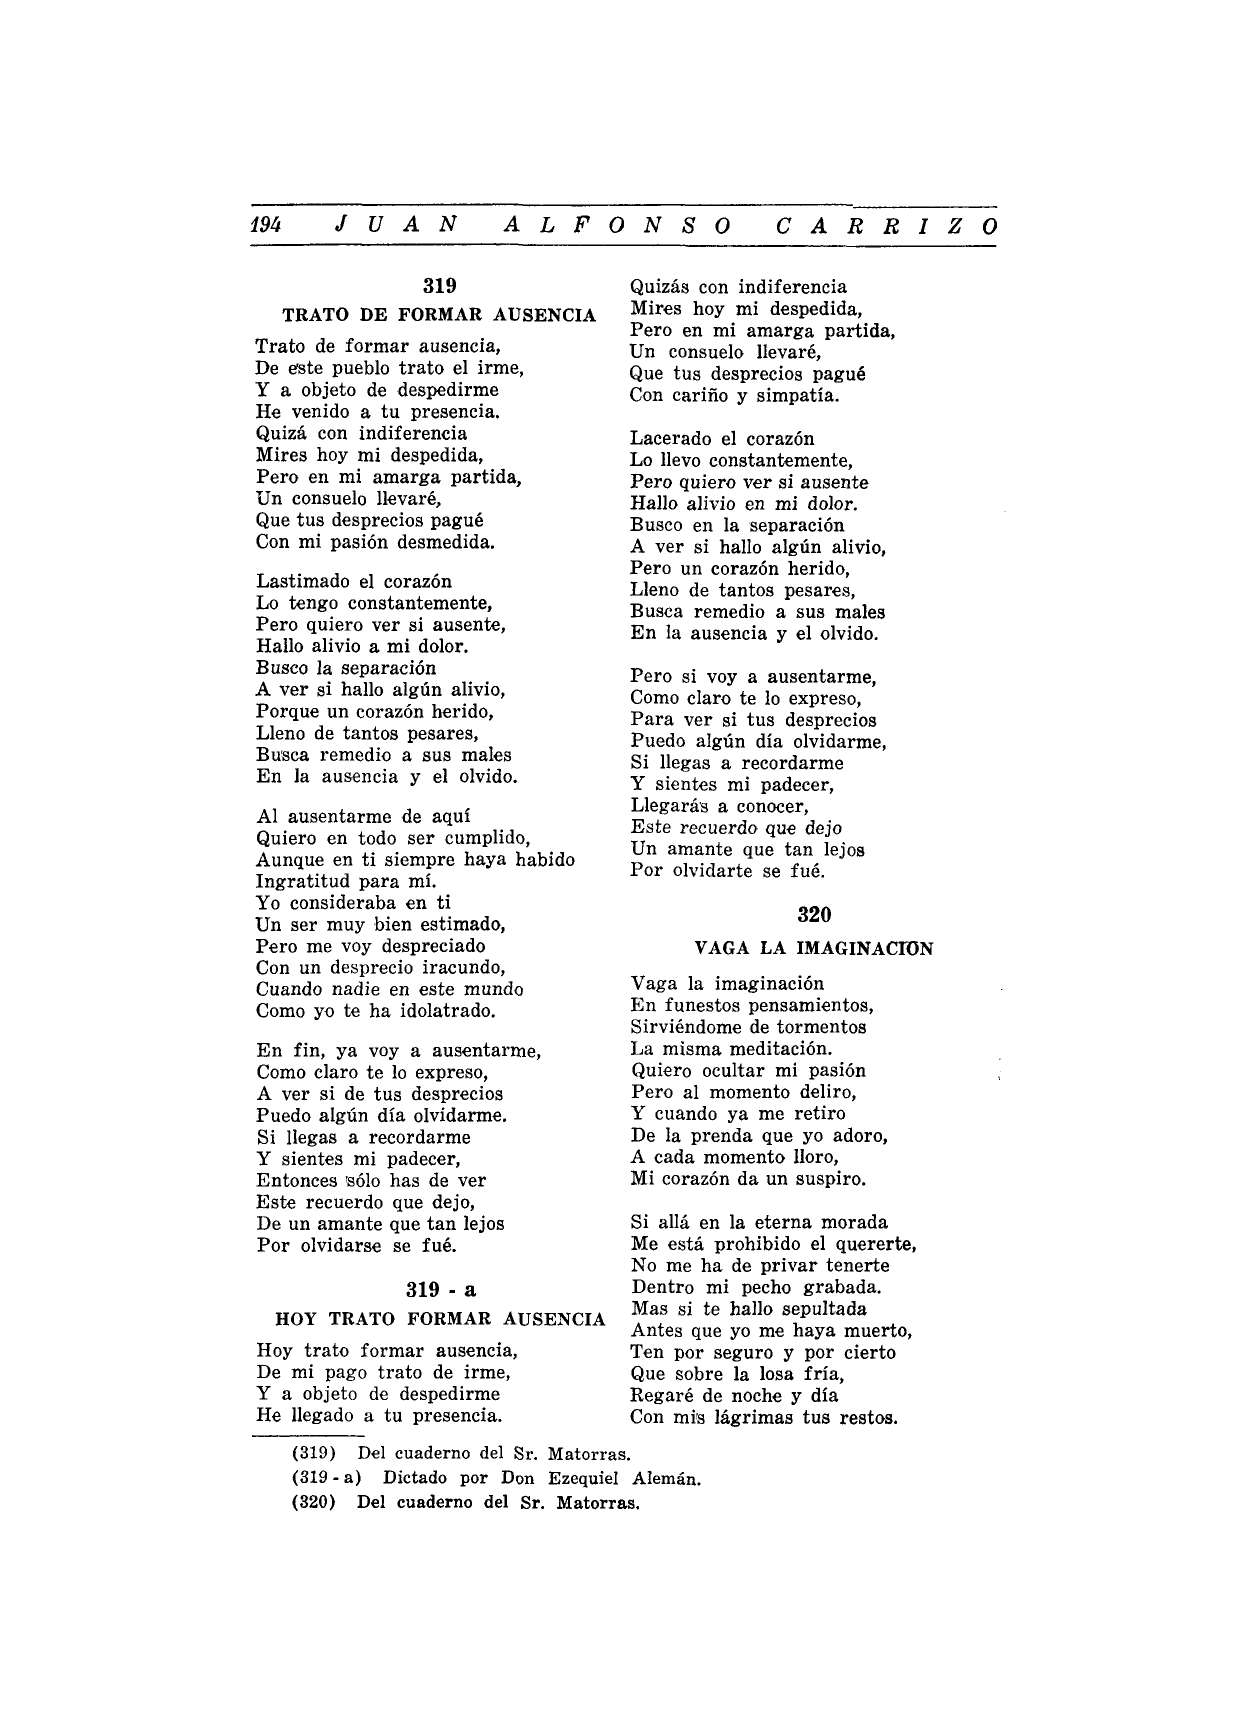 194 JUAN ALFONSO CARRIZO
319
TRATO DE FORMAR AUSENCIA
Trato de formar ausencia,
De este pueblo trato el irme,
Y a objeto de despedirme
He venido a tu presencia.
Quizá con indiferencia
Mires hoy mi despedida,
Pero en mi amarga partida,
Un consuelo llevaré,
Que tus desprecios pagué
Con mi pasión desmedida.
Lastimado el corazón
Lo tengo constantemente,
Pero quiero ver si ausente,
Hallo alivio a mi dolor.
Busco la separación
A ver si hallo algún alivio,
Porque un corazón herido,
Lleno de tantos pesares,
Busca remedio a sus males
En la ausencia y el olvido.
Al ausentarme de aquí
Quiero en todo ser cumplido,
Aunque en ti siempre haya habido
Ingratitud para mí.
Yo consideraba en ti
Un ser muy bien estimado,
Pero me voy despreciado
Con un desprecio iracundo,
Cuando nadie en este mundo
Como yo te ha idolatrado.
En fin, ya voy a ausentarme,
Como claro te lo expreso,
A ver si de tus desprecios
Puedo algún día olvidarme.
Si llegas a recordarme
Y sientes mi padecer,
Entonces sólo has de ver
Este recuerdo que dejo,
De un amante que tan lejos
Por olvidarse se fué.
319 - a
HOY TRATO FORMAR AUSENCIA
Hoy trato formar ausencia,
De mi pago trato de irme,
Y a objeto de despedirme
He llegado a tu presencia.
Quizás con indiferencia
Mires hoy mi despedida,
Pero en mi amarga partida,
Un consuelo llevaré,
Que tus desprecios pagué
Con cariño y simpatía.
Lacerado el corazón
Lo llevo constantemente,
Pero quiero ver si ausente
Hallo alivio en mi dolor.
Busco en la separación
A ver si hallo algún alivio,
Pero un corazón herido,
Lleno de tantos pesares,
Busca remedio a sus males
En la ausencia y el olvido.
Pero si voy a ausentarme,
Como claro te lo expreso,
Para ver si tus desprecios
Puedo algún día olvidarme,
Si llegas a recordarme
Y sientes mi padecer,
Llegarás a conocer,
Este recuerdo que dejo
Un amante que tan lejos
Por olvidarte se fué.
320
VAGA LA IMAGINACION
Vaga la imaginación
En funestos pensamientos,
Sirviéndome de tormentos
La misma meditación.
Quiero ocultar mi pasión
Pero al momento deliro,
Y cuando ya me retiro
De la prenda que yo adoro,
A cada momento lloro,
Mi corazón da un suspiro.
Si allá en la eterna morada
Me está prohibido el quererte,
No me ha de privar tenerte
Dentro mi pecho grabada.
Mas si te hallo sepultada
Antes que yo me haya muerto,
Ten por seguro y por cierto
Que sobre la losa fría,
Regaré de noche y día
Con mis lágrimas tus restos.
(319) Del cuaderno del Sr. Matorras.
(319 - a) Dictado por Don Ezequiel Alemán.
(320) Del cuaderno del Sr. Matorras.